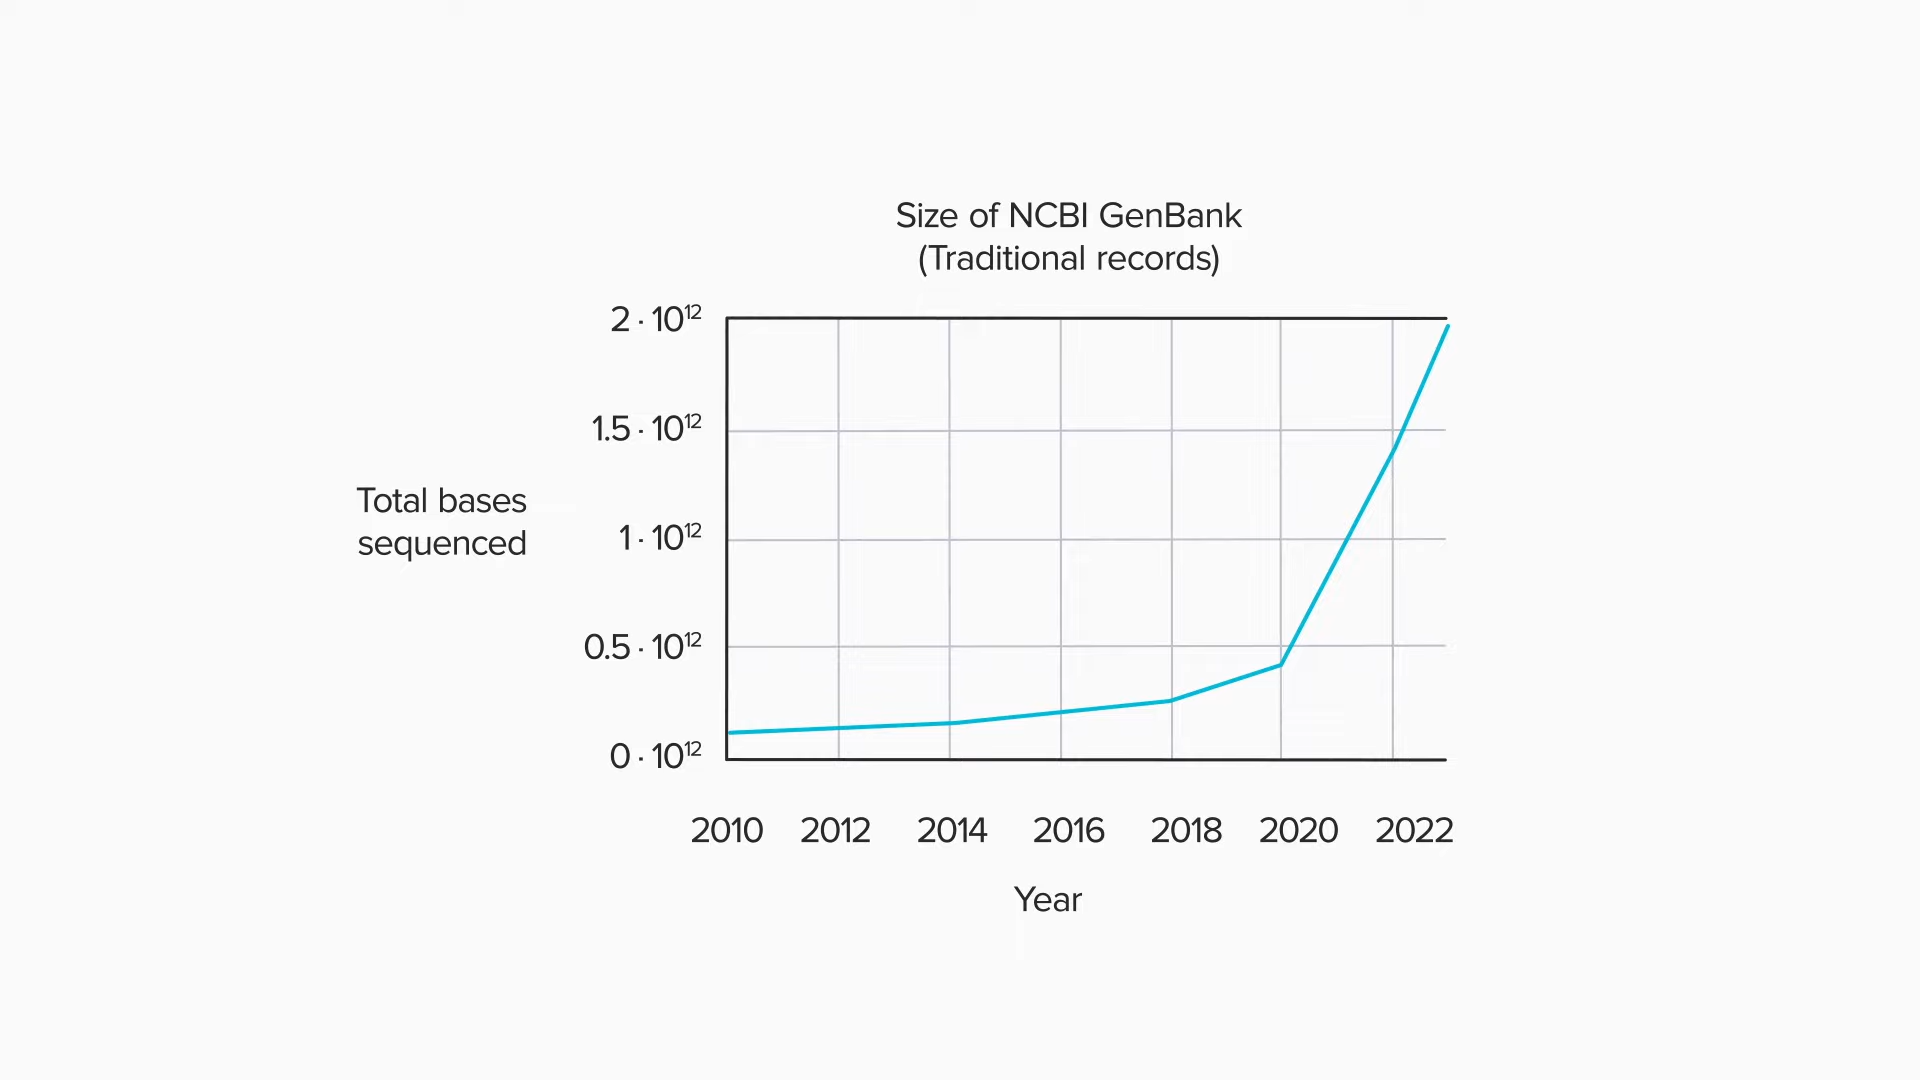 Size of NCBI GenBank
(Traditional records)
2 · 10¹²
1.5 · 10¹²
1 · 10¹²
0.5 · 10¹²
0 · 10¹²
Total bases
sequenced
2010 2012 2014 2016 2018 2020 2022
Year